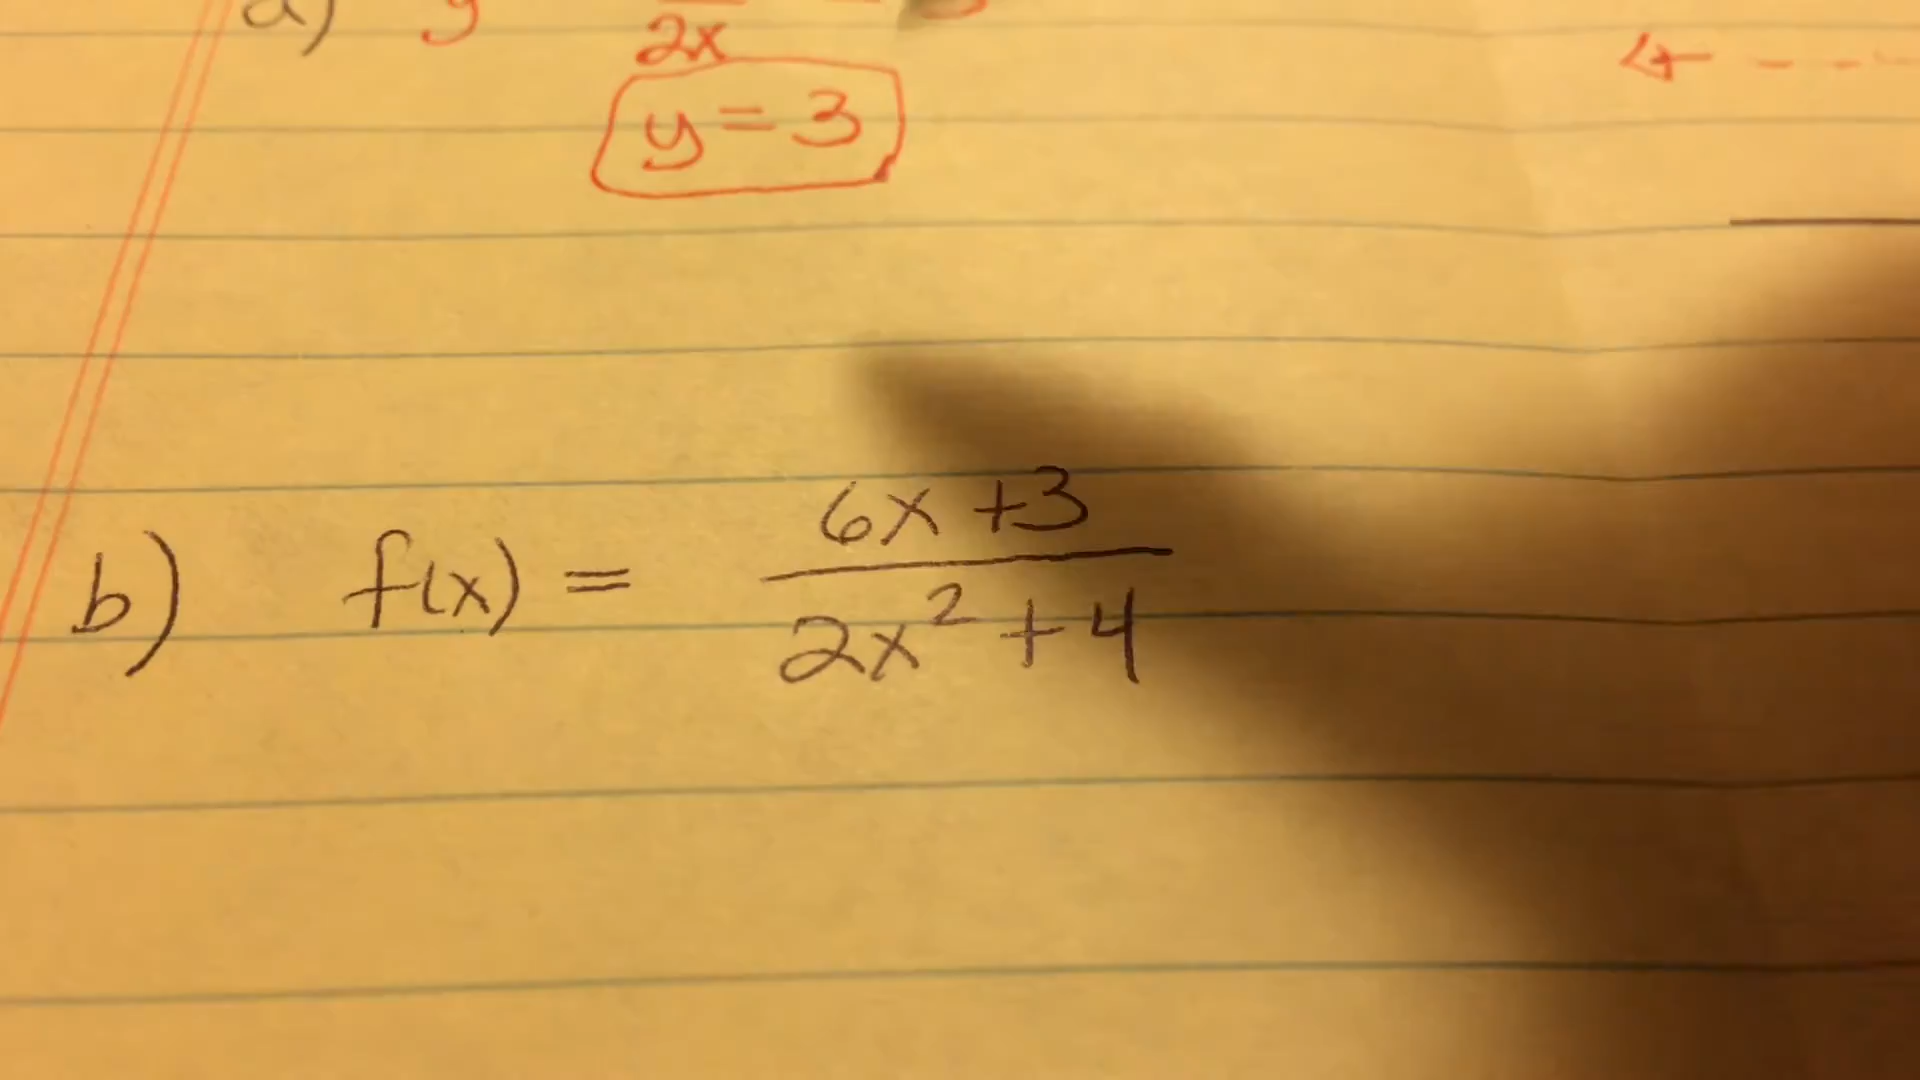 a) y 2x
y = 3
b) f(x) = 6x +3
2x² + 4